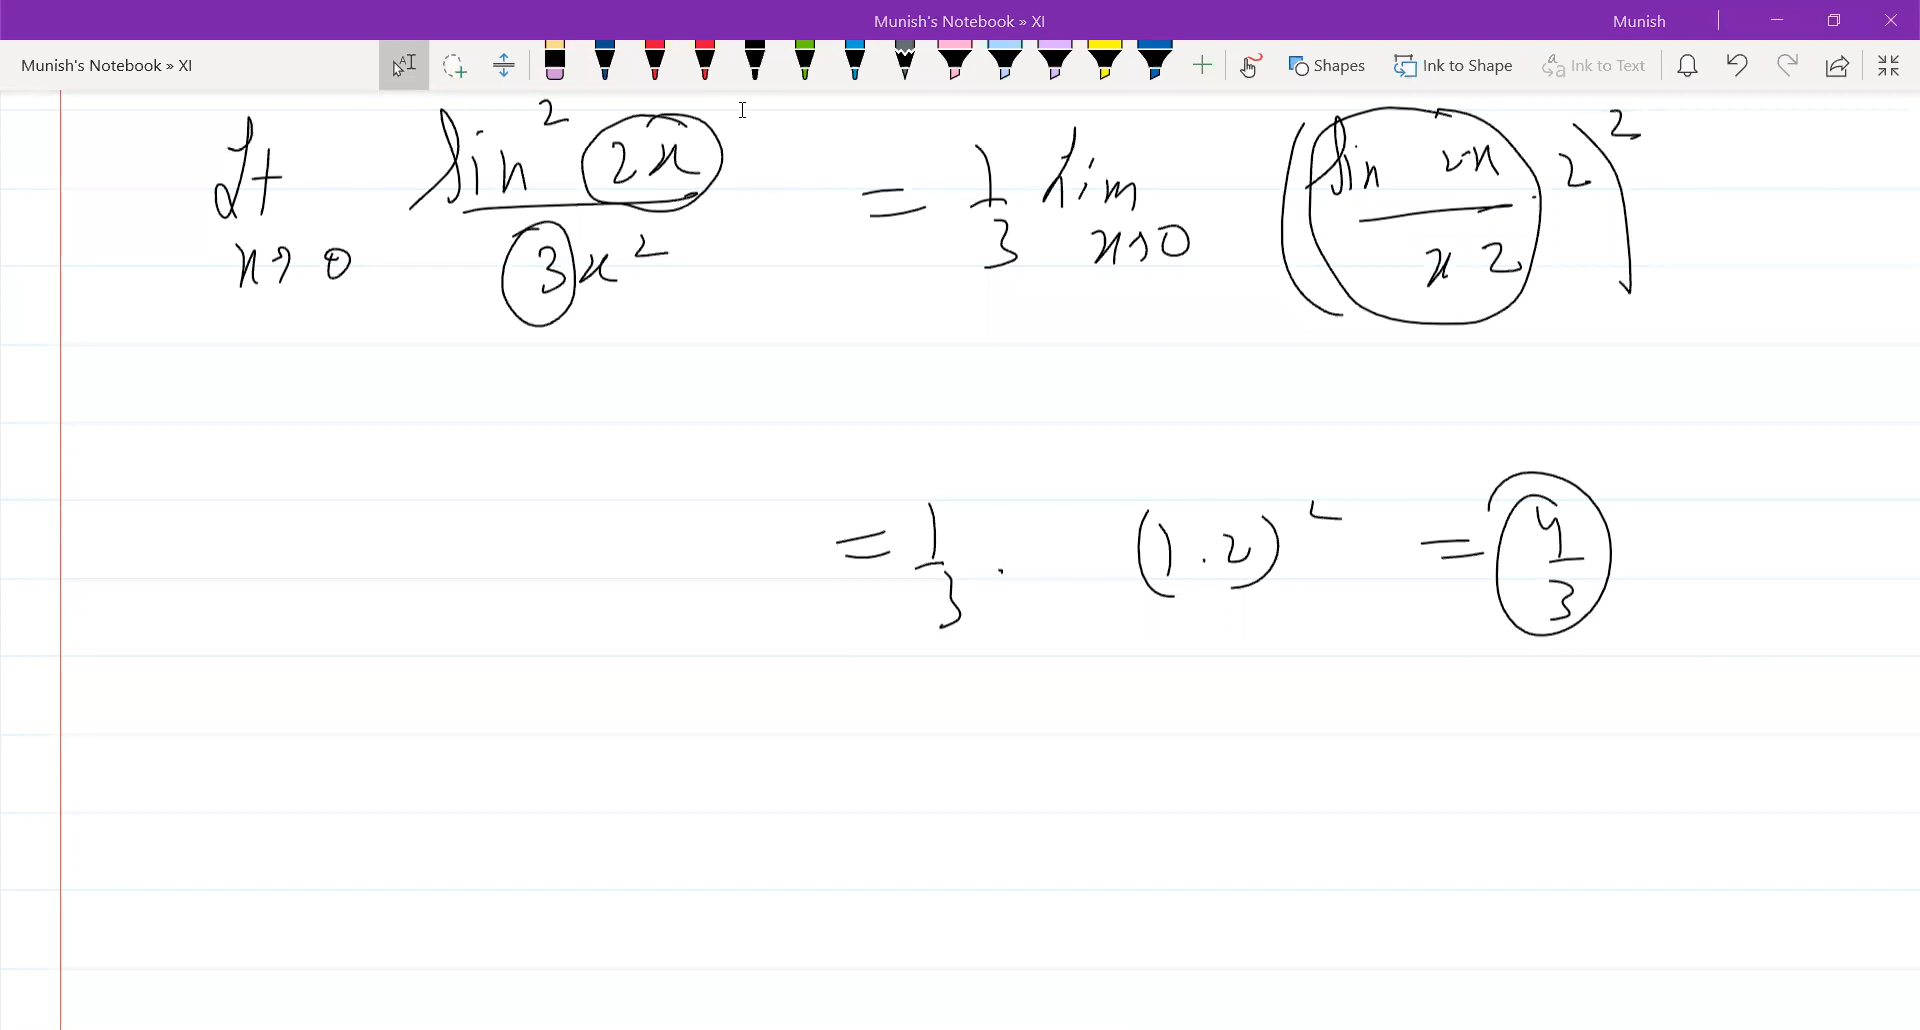 Munish's Notebook » XI
Munish
Munish's Notebook » XI
Shapes
Ink to Shape
Ink to Text
Lt x→0 sin² (2x) / 3x² = 1/3 lim x→0 (sin 2x / x 2 · 2)²
= 1/3 · (1 · 2)² = 4/3